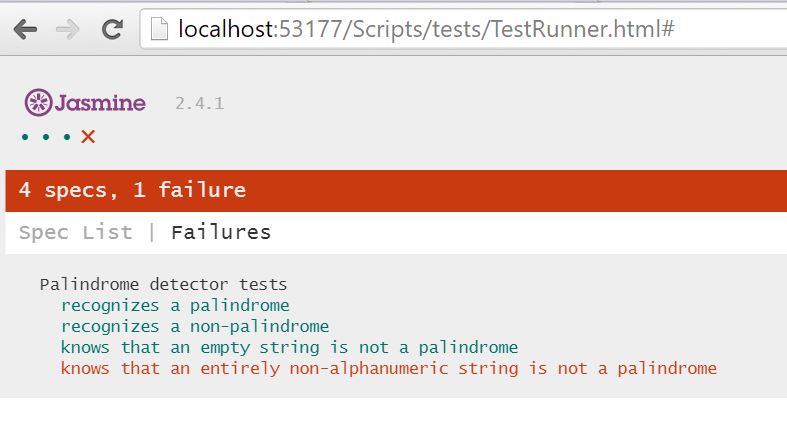 localhost:53177/Scripts/tests/TestRunner.html#
Jasmine 2.4.1
• • • ×
4 specs, 1 failure
Spec List | Failures
Palindrome detector tests
recognizes a palindrome
recognizes a non-palindrome
knows that an empty string is not a palindrome
knows that an entirely non-alphanumeric string is not a palindrome